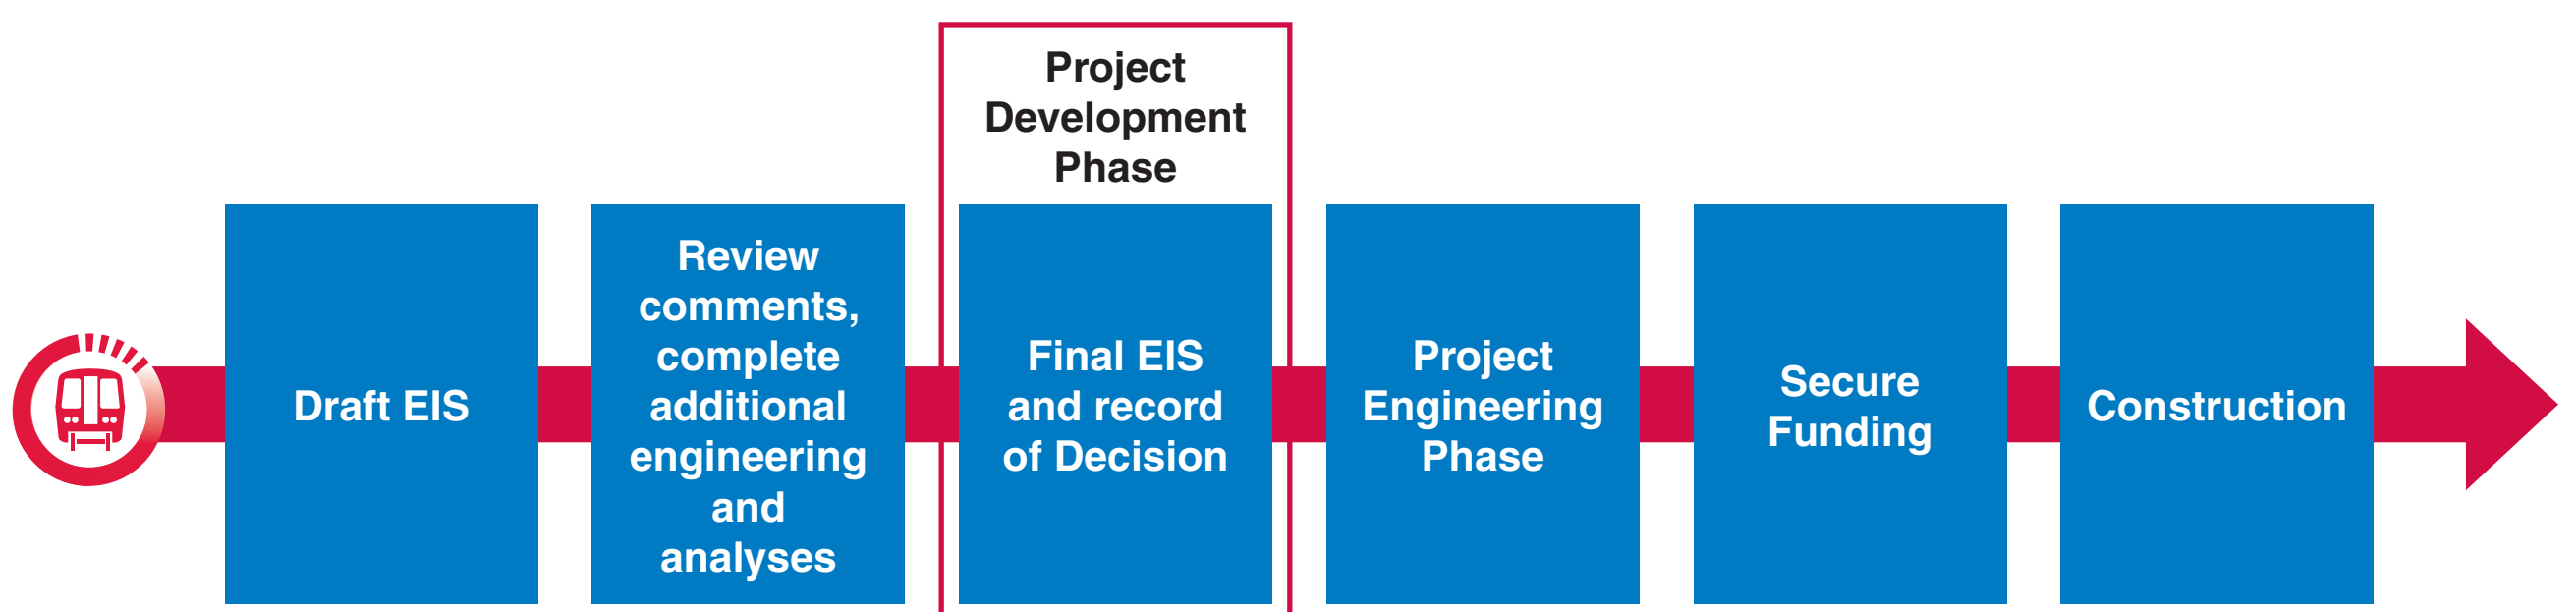 Project
Development
Phase
Draft EIS
Review
comments,
complete
additional
engineering
and
analyses
Final EIS
and record
of Decision
Project
Engineering
Phase
Secure
Funding
Construction